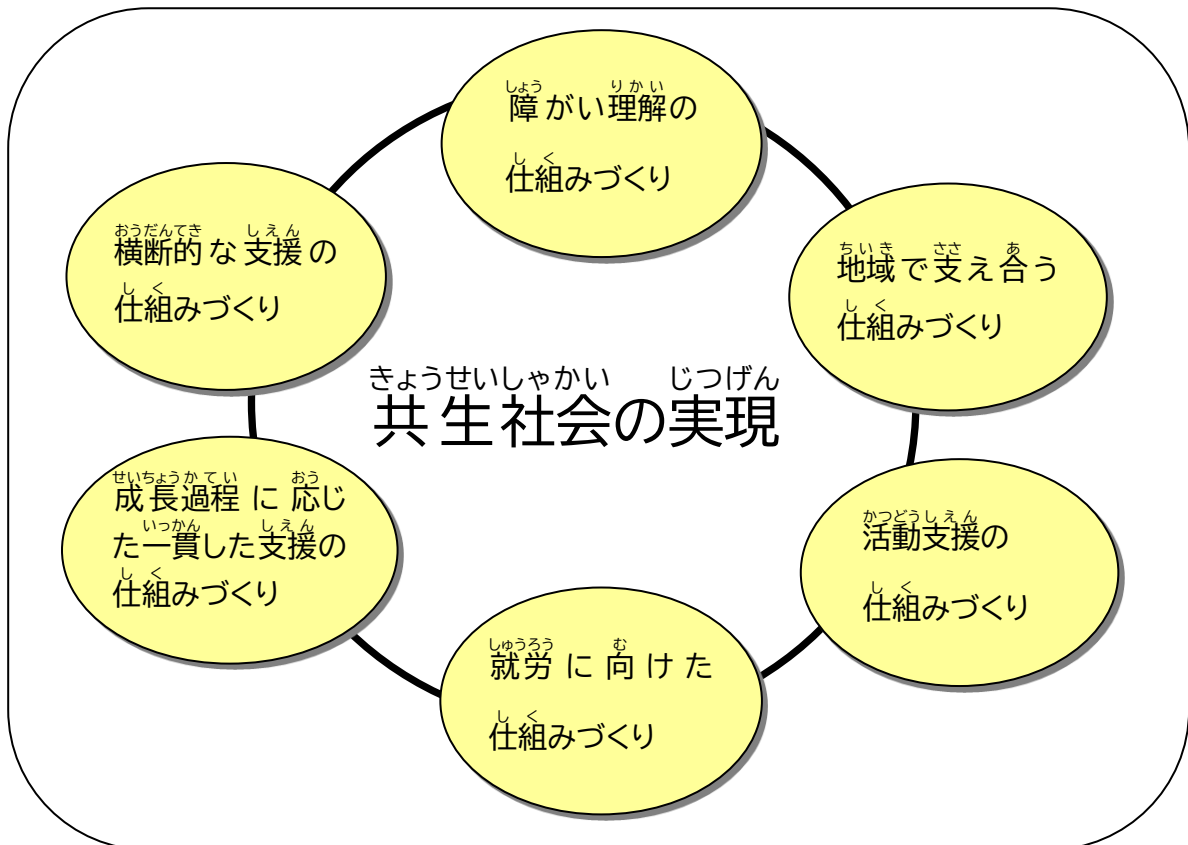 しょう りかい
障がい理解の
しく
仕組みづくり
おうだんてき しえん
横断的な支援の
しく
仕組みづくり
ちいき ささ あ
地域で支え合う
しく
仕組みづくり
きょうせいしゃかい じつげん
共生社会の実現
せいちょうかてい おう
成長過程に応じ
いっかん しえん
た一貫した支援の
しく
仕組みづくり
かつどうしえん
活動支援の
しく
仕組みづくり
しゅうろう む
就労に向けた
しく
仕組みづくり